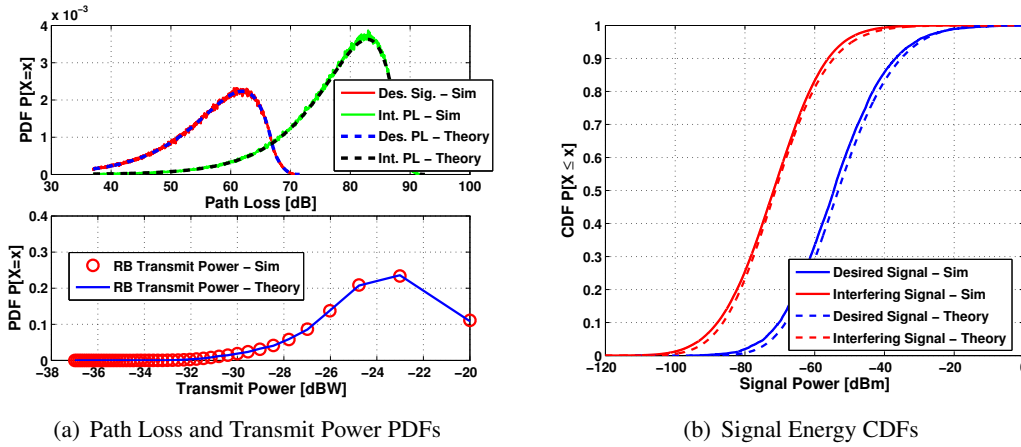 x 10⁻³
4
3
2
1
0
PDF P[X=x]
Des. Sig. − Sim
Int. PL − Sim
Des. PL − Theory
Int. PL − Theory
30 40 50 60 70 80 90 100
Path Loss [dB]
0.4
0.3
0.2
0.1
0
PDF P[X=x]
RB Transmit Power − Sim
RB Transmit Power − Theory
−38 −36 −34 −32 −30 −28 −26 −24 −22 −20
Transmit Power [dBW]
(a) Path Loss and Transmit Power PDFs
1
0.9
0.8
0.7
0.6
0.5
0.4
0.3
0.2
0.1
0
CDF P[X ≤ x]
Desired Signal − Sim
Interfering Signal − Sim
Desired Signal − Theory
Interfering Signal − Theory
−120 −100 −80 −60 −40 −20 0
Signal Power [dBm]
(b) Signal Energy CDFs